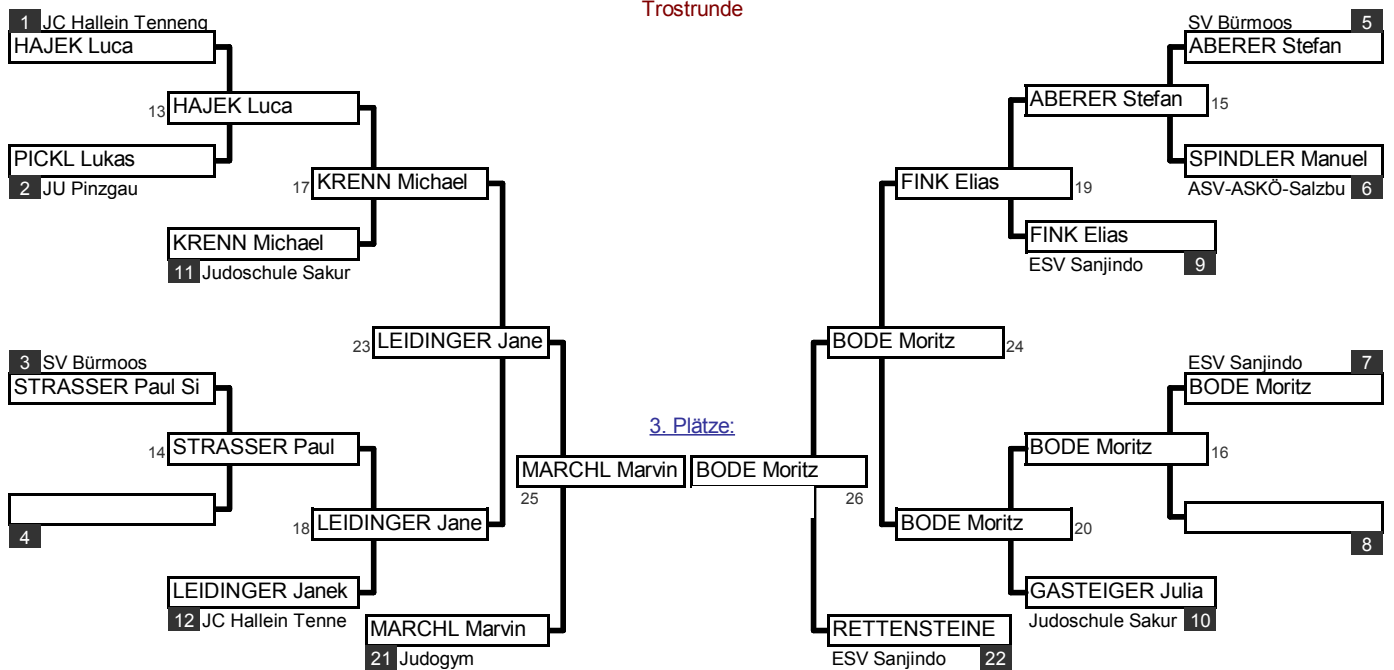 Trostrunde
1 JC Hallein Tenneng
HAJEK Luca
13 HAJEK Luca
PICKL Lukas
2 JU Pinzgau
17 KRENN Michael
KRENN Michael
11 Judoschule Sakur
23 LEIDINGER Jane
3 SV Bürmoos
STRASSER Paul Si
14 STRASSER Paul
4
18 LEIDINGER Jane
LEIDINGER Janek
12 JC Hallein Tenne
MARCHL Marvin
21 Judogym
3. Plätze:
MARCHL Marvin
25
BODE Moritz
26
SV Bürmoos 5
ABERER Stefan
ABERER Stefan 15
SPINDLER Manuel
ASV-ASKÖ-Salzbu 6
FINK Elias 19
FINK Elias
ESV Sanjindo 9
BODE Moritz 24
ESV Sanjindo 7
BODE Moritz
BODE Moritz 16
8
BODE Moritz 20
GASTEIGER Julia
Judoschule Sakur 10
RETTENSTEINE
ESV Sanjindo 22